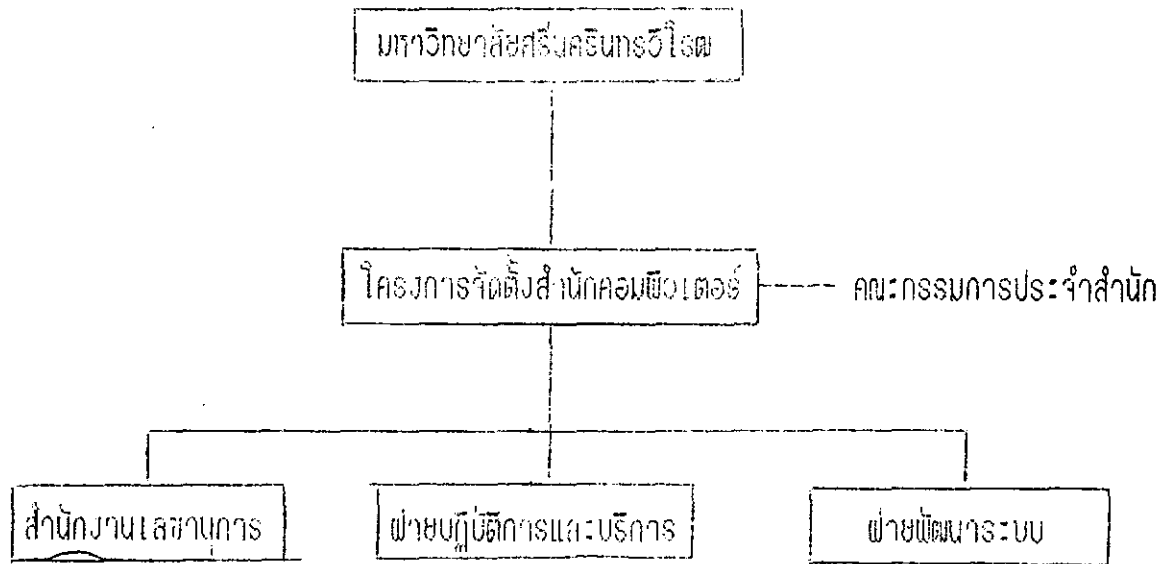 มหาวิทยาลัยศรีนครินทรวิโรฒ
โครงการจัดตั้งสำนักคอมพิวเตอร์
คณะกรรมการประจำสำนัก
สำนักงานเลขานุการ
ฝ่ายปฏิบัติการและบริการ
ฝ่ายพัฒนาระบบ